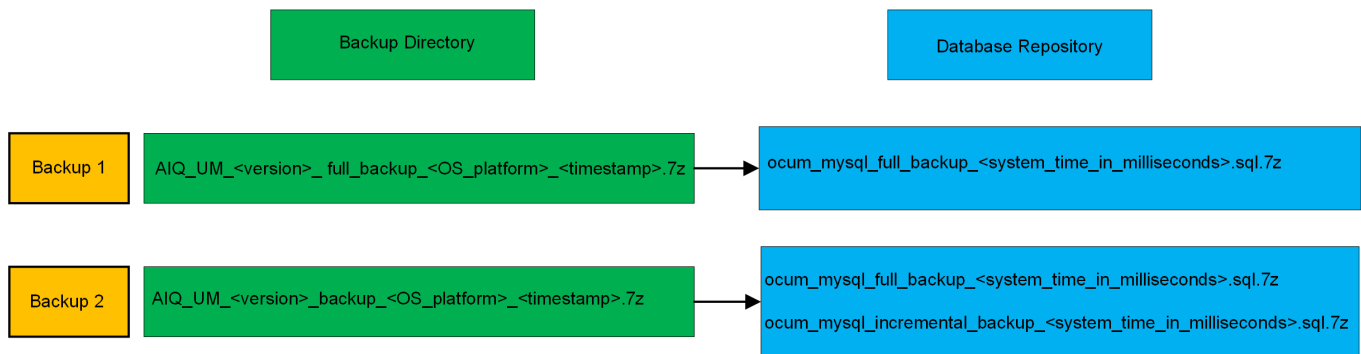 Backup Directory
Database Repository
Backup 1
AIQ_UM_<version>_ full_backup_<OS_platform>_<timestamp>.7z
ocum_mysql_full_backup_<system_time_in_milliseconds>.sql.7z
Backup 2
AIQ_UM_<version>_backup_<OS_platform>_<timestamp>.7z
ocum_mysql_full_backup_<system_time_in_milliseconds>.sql.7z
ocum_mysql_incremental_backup_<system_time_in_milliseconds>.sql.7z